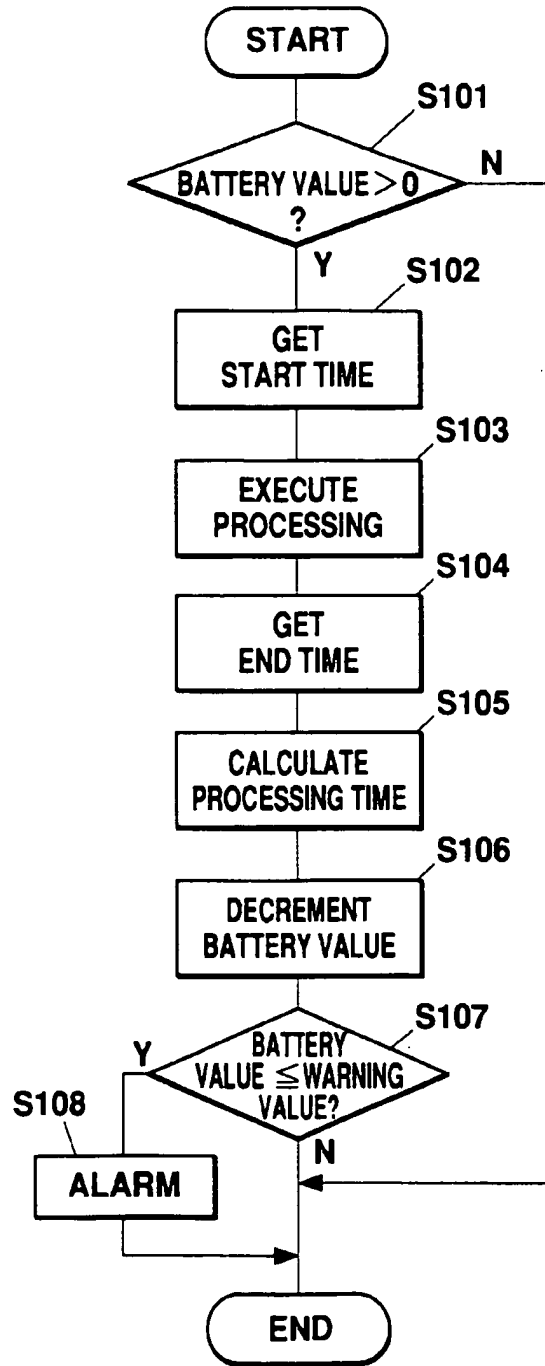 START
S101
BATTERY VALUE > 0
?
N
Y
S102
GET
START TIME
S103
EXECUTE
PROCESSING
S104
GET
END TIME
S105
CALCULATE
PROCESSING TIME
S106
DECREMENT
BATTERY VALUE
S107
BATTERY
VALUE ≦ WARNING
VALUE?
Y
N
S108
ALARM
END